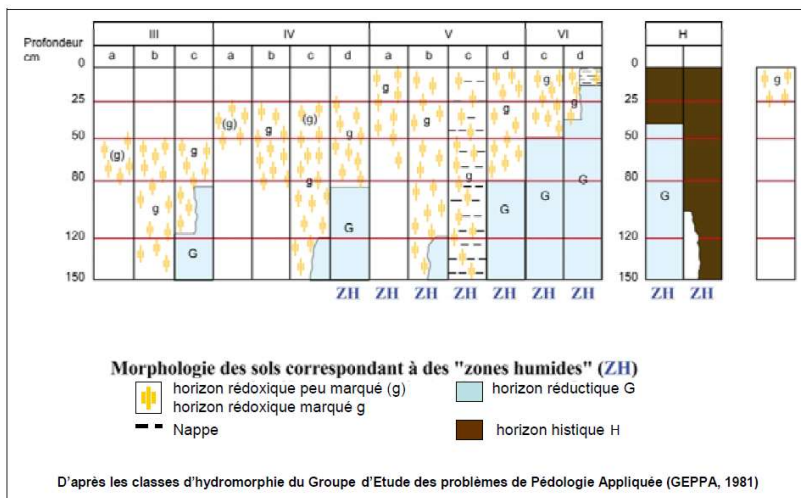 III IV V VI H
Profondeur
cm
a b c a b c d a b c d c d
0 0
g g g g
25 25
(g) g (g) g g g
50 50
(g) g g
80 80
g g g G G G G G
120 120
G
150 150
ZH ZH ZH ZH ZH ZH ZH ZH ZH
Morphologie des sols correspondant à des "zones humides" (ZH)
horizon rédoxique peu marqué (g) horizon réductique G
horizon rédoxique marqué g
Nappe horizon histique H
D'après les classes d'hydromorphie du Groupe d'Etude des problèmes de Pédologie Appliquée (GEPPA, 1981)